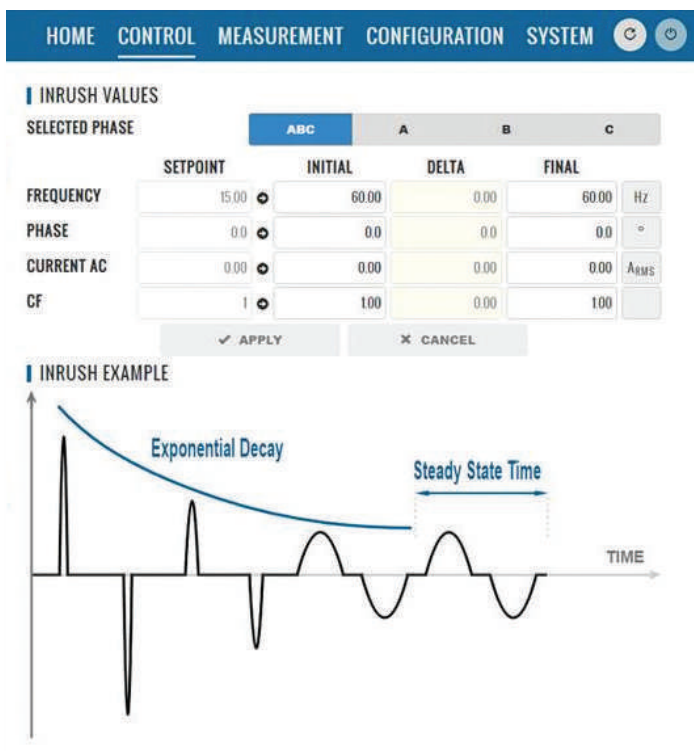 HOME CONTROL MEASUREMENT CONFIGURATION SYSTEM
INRUSH VALUES
SELECTED PHASE ABC A B C
SETPOINT INITIAL DELTA FINAL
FREQUENCY 15.00 60.00 0.00 60.00 Hz
PHASE 0.0 0.0 0.0 0.0 °
CURRENT AC 0.00 0.00 0.00 0.00 ARMS
CF 1 1.00 0.00 1.00
✔ APPLY ✖ CANCEL
INRUSH EXAMPLE
Exponential Decay
Steady State Time
TIME